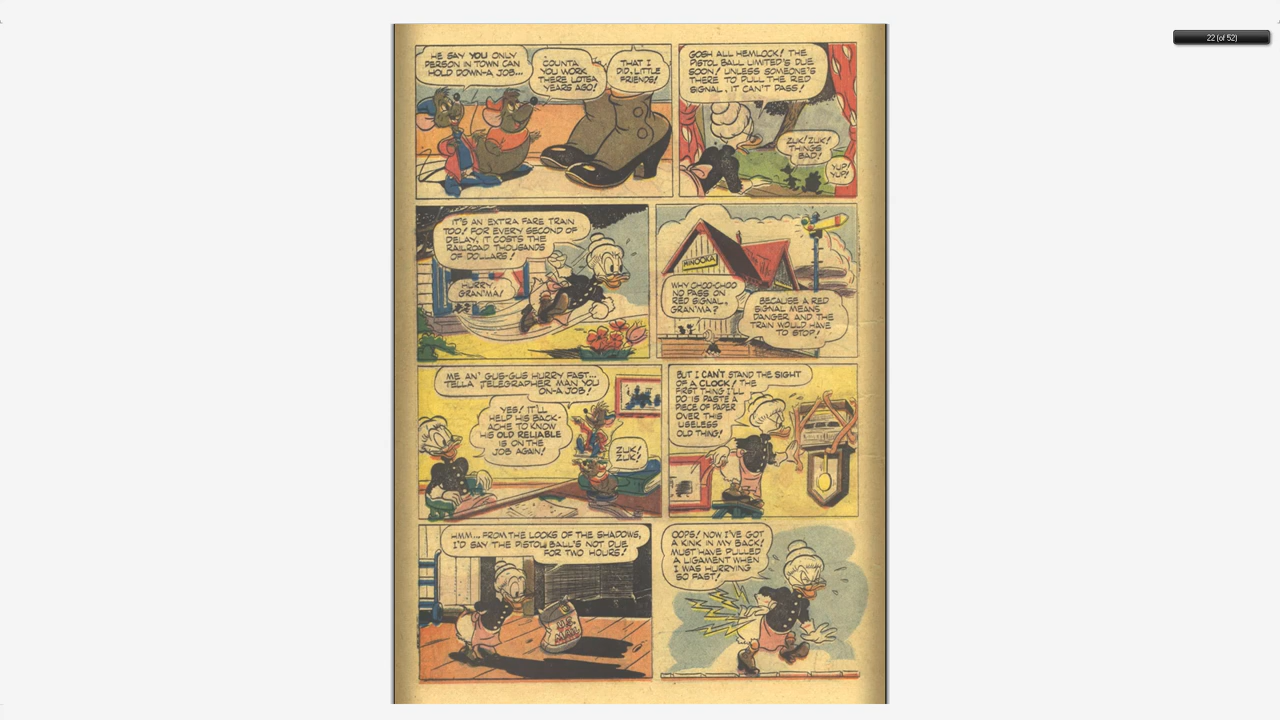 22 (of 52)
HE SAY YOU ONLY
PERSON IN TOWN CAN
HOLD DOWN-A JOB...
COUNTA
YOU WORK
THERE LOTSA
YEARS AGO!
THAT I
DID, LITTLE
FRIENDS!
GOSH ALL HEMLOCK! THE
PISTOL BALL LIMITED'S DUE
SOON! UNLESS SOMEONE'S
THERE TO PULL THE RED
SIGNAL, IT CAN'T PASS!
ZUK! ZUK!
THINGS
BAD!
YUP!
YUP!
IT'S AN EXTRA FARE TRAIN
TOO! FOR EVERY SECOND OF
DELAY, IT COSTS THE
RAILROAD THOUSANDS
OF DOLLARS!
HURRY,
GRAN'MA!
WHY CHOO-CHOO
NO PASS ON
RED SIGNAL,
GRAN'MA?
BECAUSE A RED
SIGNAL MEANS
DANGER AND THE
TRAIN WOULD HAVE
TO STOP!
ME AN' GUS-GUS HURRY FAST...
TELLA TELEGRAPHER MAN YOU
ON-A JOB!
YES! IT'LL
HELP HIS BACK-
ACHE TO KNOW
HIS OLD RELIABLE
IS ON THE
JOB AGAIN!
ZUK!
ZUK!
BUT I CAN'T STAND THE SIGHT
OF A CLOCK! THE
FIRST THING I'LL
DO IS PASTE A
PIECE OF PAPER
OVER THIS
USELESS
OLD THING!
HMM... FROM THE LOOKS OF THE SHADOWS,
I'D SAY THE PISTOL BALL'S NOT DUE
FOR TWO HOURS!
OOPS! NOW I'VE GOT
A KINK IN MY BACK!
MUST HAVE PULLED
A LIGAMENT WHEN
I WAS HURRYING
SO FAST!